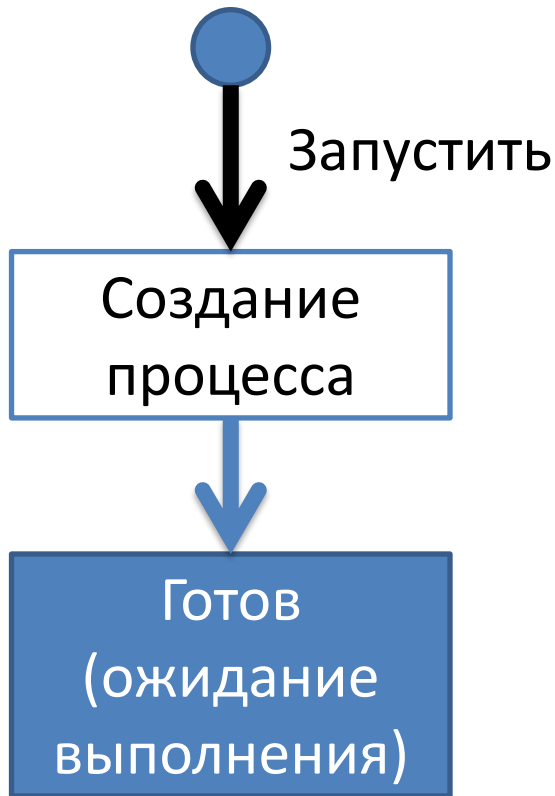 Запустить
Создание
процесса
Готов
(ожидание
выполнения)